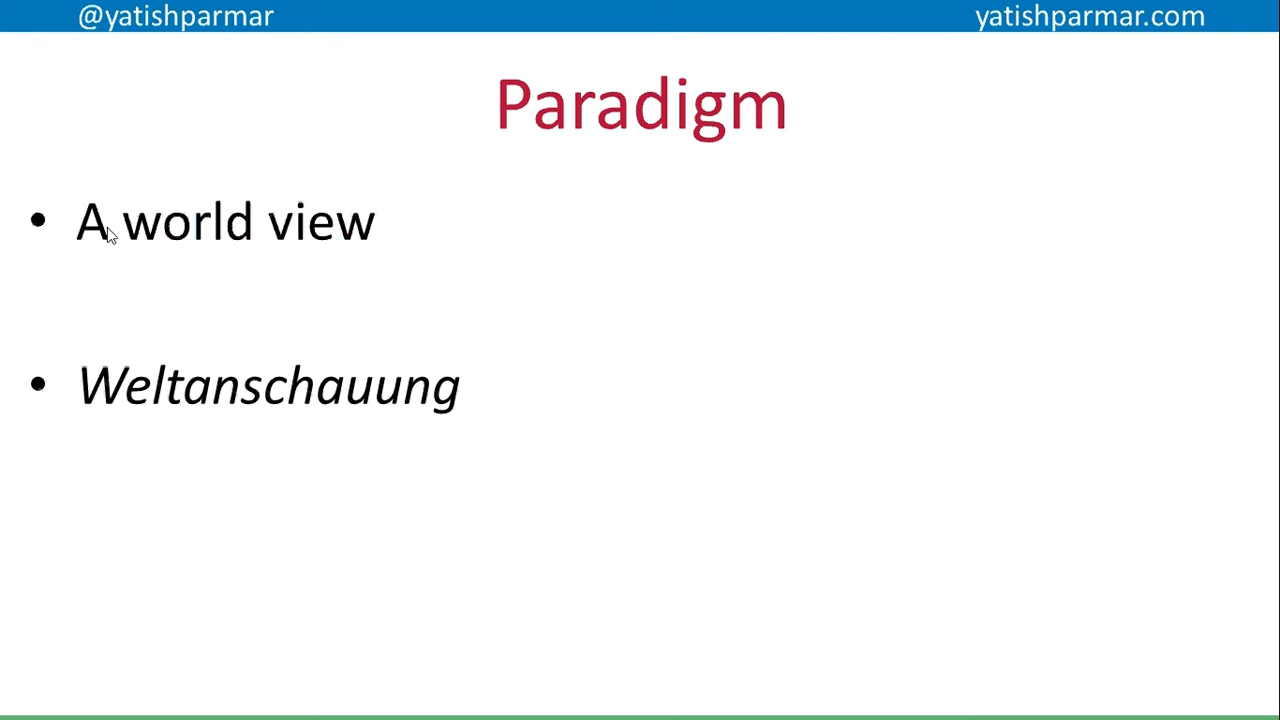 @yatishparmar yatishparmar.com
Paradigm
• A world view
• Weltanschauung